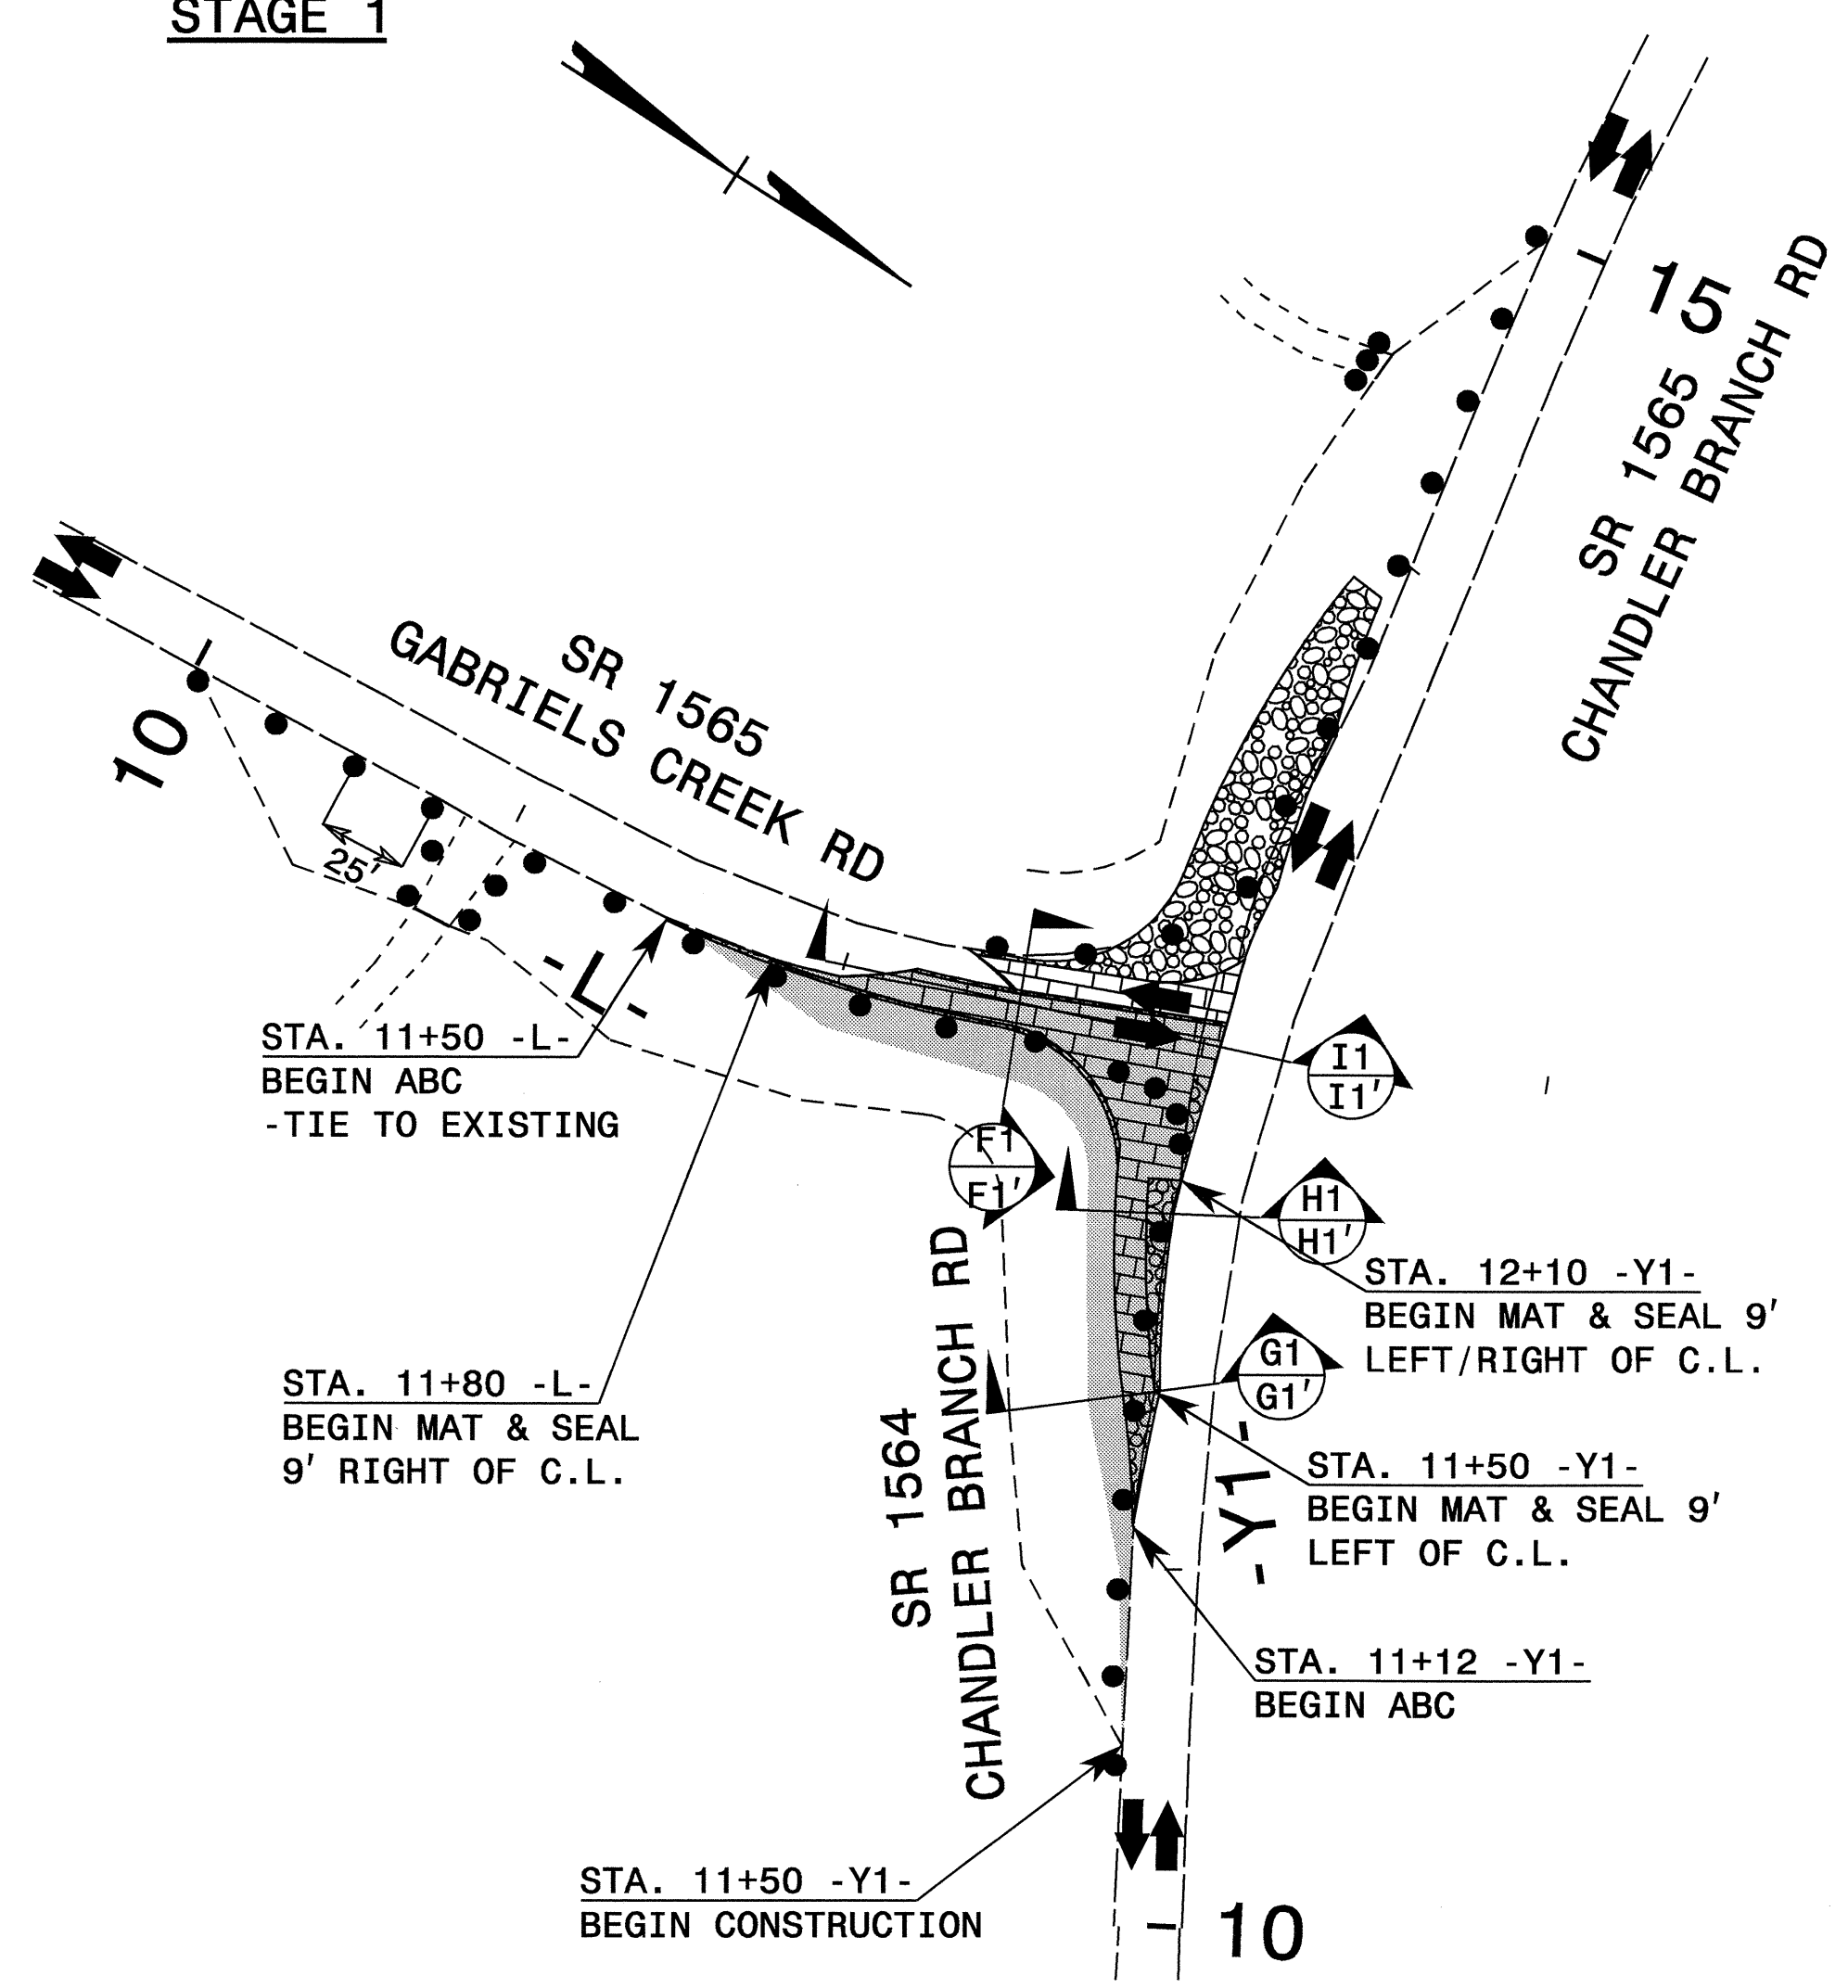 STAGE 1
15
SR 1565
CHANDLER BRANCH RD
SR 1565
GABRIELS CREEK RD
10
25'
-L-
STA. 11+50 -L-
BEGIN ABC
-TIE TO EXISTING
I1
I1'
F1
F1'
H1
H1'
STA. 12+10 -Y1-
BEGIN MAT & SEAL 9'
LEFT/RIGHT OF C.L.
G1
G1'
STA. 11+80 -L-
BEGIN MAT & SEAL
9' RIGHT OF C.L.
SR 1564
CHANDLER BRANCH RD
-Y1-
STA. 11+50 -Y1-
BEGIN MAT & SEAL 9'
LEFT OF C.L.
STA. 11+12 -Y1-
BEGIN ABC
STA. 11+50 -Y1-
BEGIN CONSTRUCTION
10